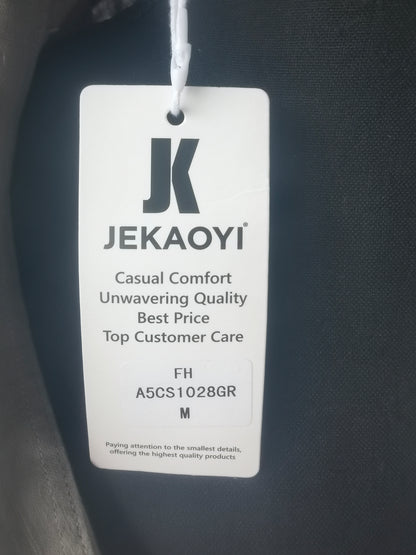 JK
JEKAOYI®
Casual Comfort
Unwavering Quality
Best Price
Top Customer Care
FH
A5CS1028GR
M
Paying attention to the smallest details,
offering the highest quality products